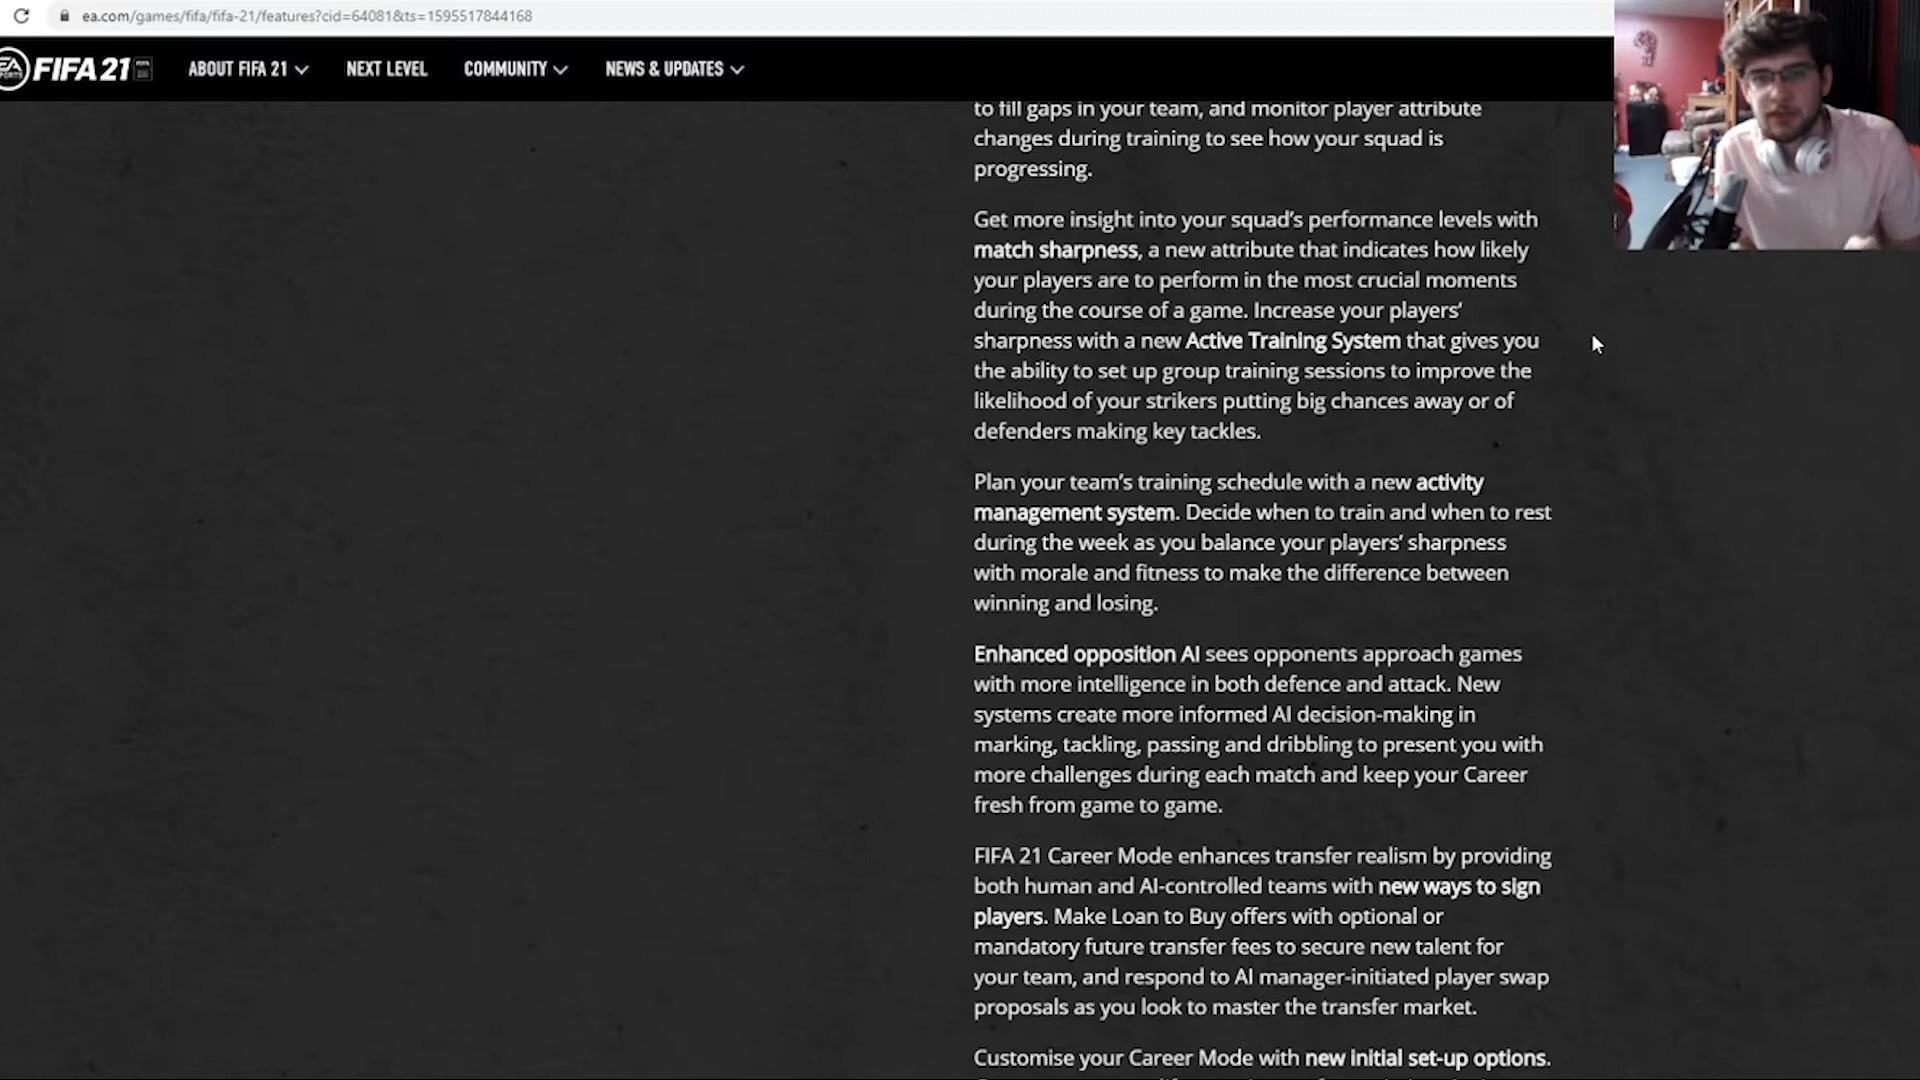 ea.com/games/fifa/fifa-21/features?cid=64081&ts=1595517844168
EA SPORTS FIFA 21 ABOUT FIFA 21 NEXT LEVEL COMMUNITY NEWS & UPDATES
to fill gaps in your team, and monitor player attribute
changes during training to see how your squad is
progressing.
Get more insight into your squad's performance levels with
match sharpness, a new attribute that indicates how likely
your players are to perform in the most crucial moments
during the course of a game. Increase your players'
sharpness with a new Active Training System that gives you
the ability to set up group training sessions to improve the
likelihood of your strikers putting big chances away or of
defenders making key tackles.
Plan your team's training schedule with a new activity
management system. Decide when to train and when to rest
during the week as you balance your players' sharpness
with morale and fitness to make the difference between
winning and losing.
Enhanced opposition AI sees opponents approach games
with more intelligence in both defence and attack. New
systems create more informed AI decision-making in
marking, tackling, passing and dribbling to present you with
more challenges during each match and keep your Career
fresh from game to game.
FIFA 21 Career Mode enhances transfer realism by providing
both human and AI-controlled teams with new ways to sign
players. Make Loan to Buy offers with optional or
mandatory future transfer fees to secure new talent for
your team, and respond to AI manager-initiated player swap
proposals as you look to master the transfer market.
Customise your Career Mode with new initial set-up options.